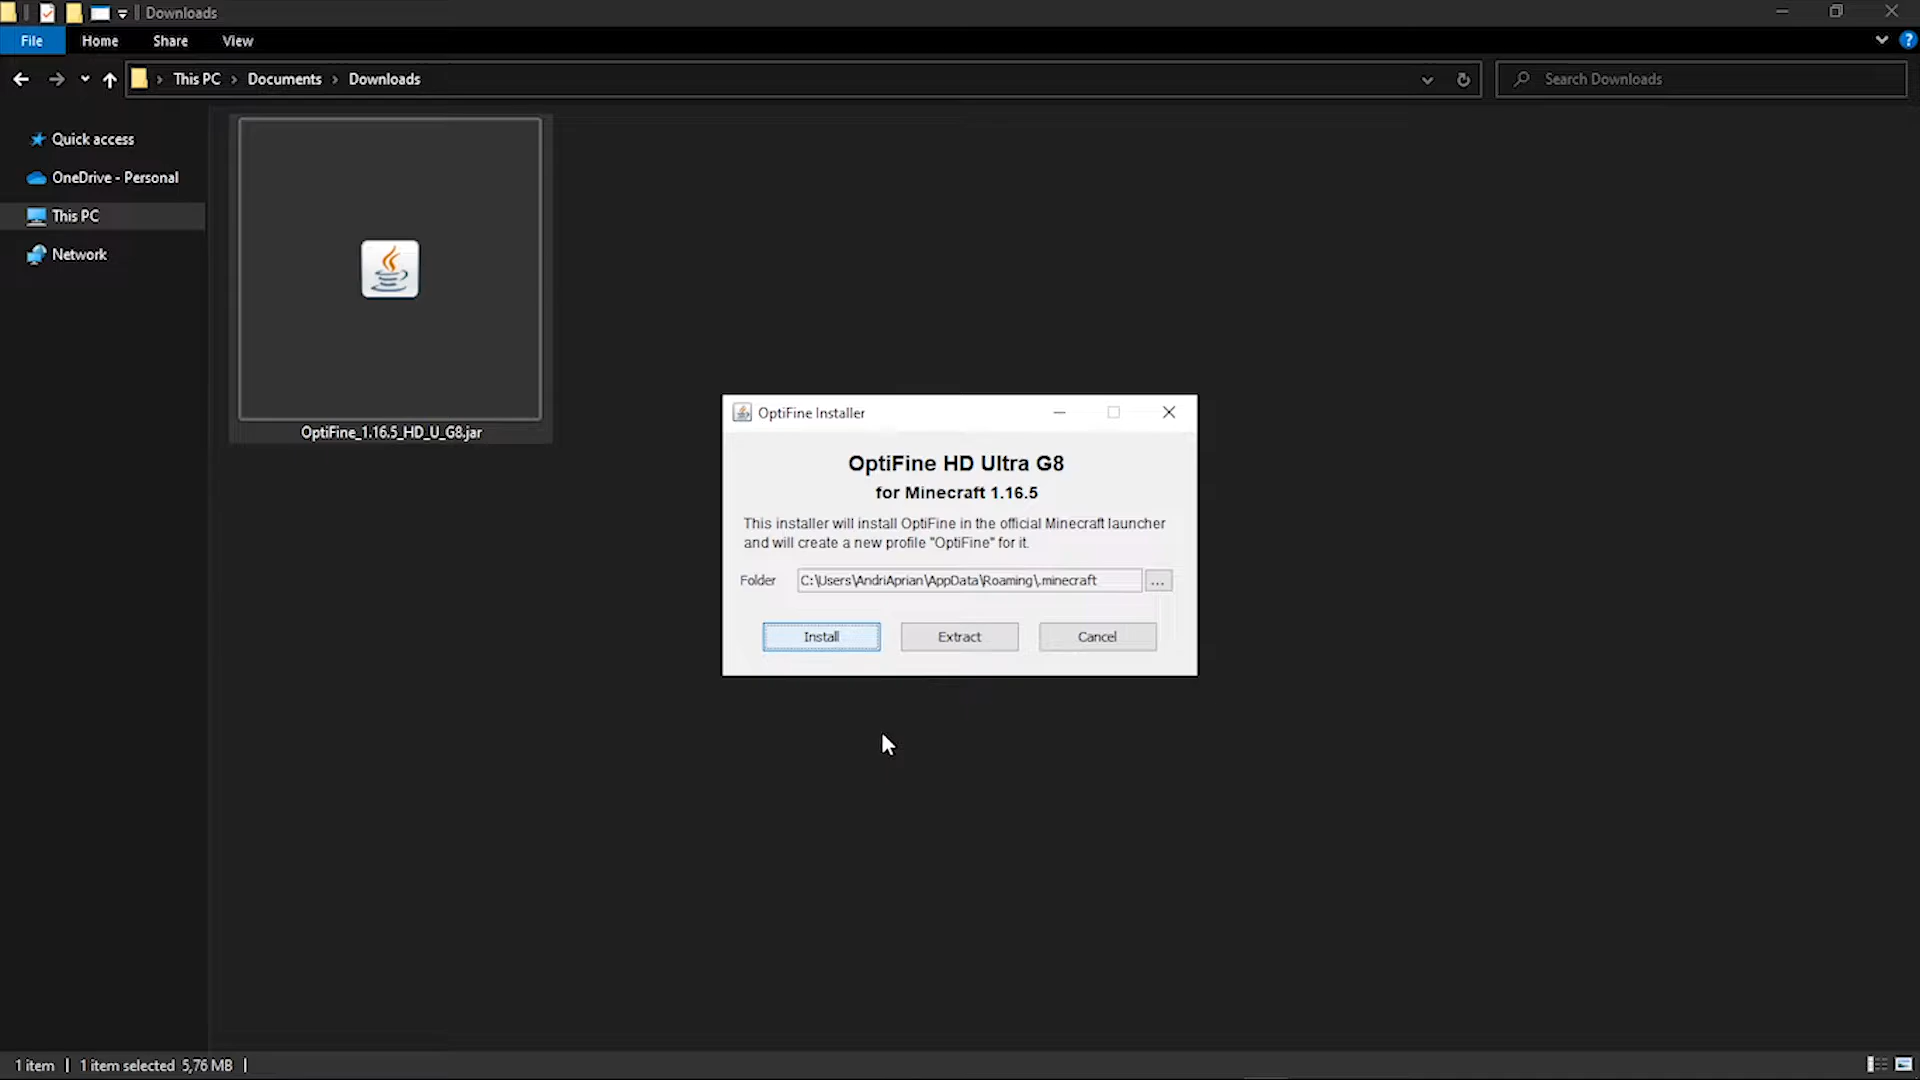 Downloads
File Home Share View
This PC Documents Downloads
Search Downloads
Quick access
OneDrive - Personal
This PC
Network
OptiFine_1.16.5_HD_U_G8.jar
OptiFine Installer
OptiFine HD Ultra G8
for Minecraft 1.16.5
This installer will install OptiFine in the official Minecraft launcher
and will create a new profile "OptiFine" for it.
Folder C:\Users\AndriAprian\AppData\Roaming\.minecraft ...
Install Extract Cancel
1 item 1 item selected 5,76 MB